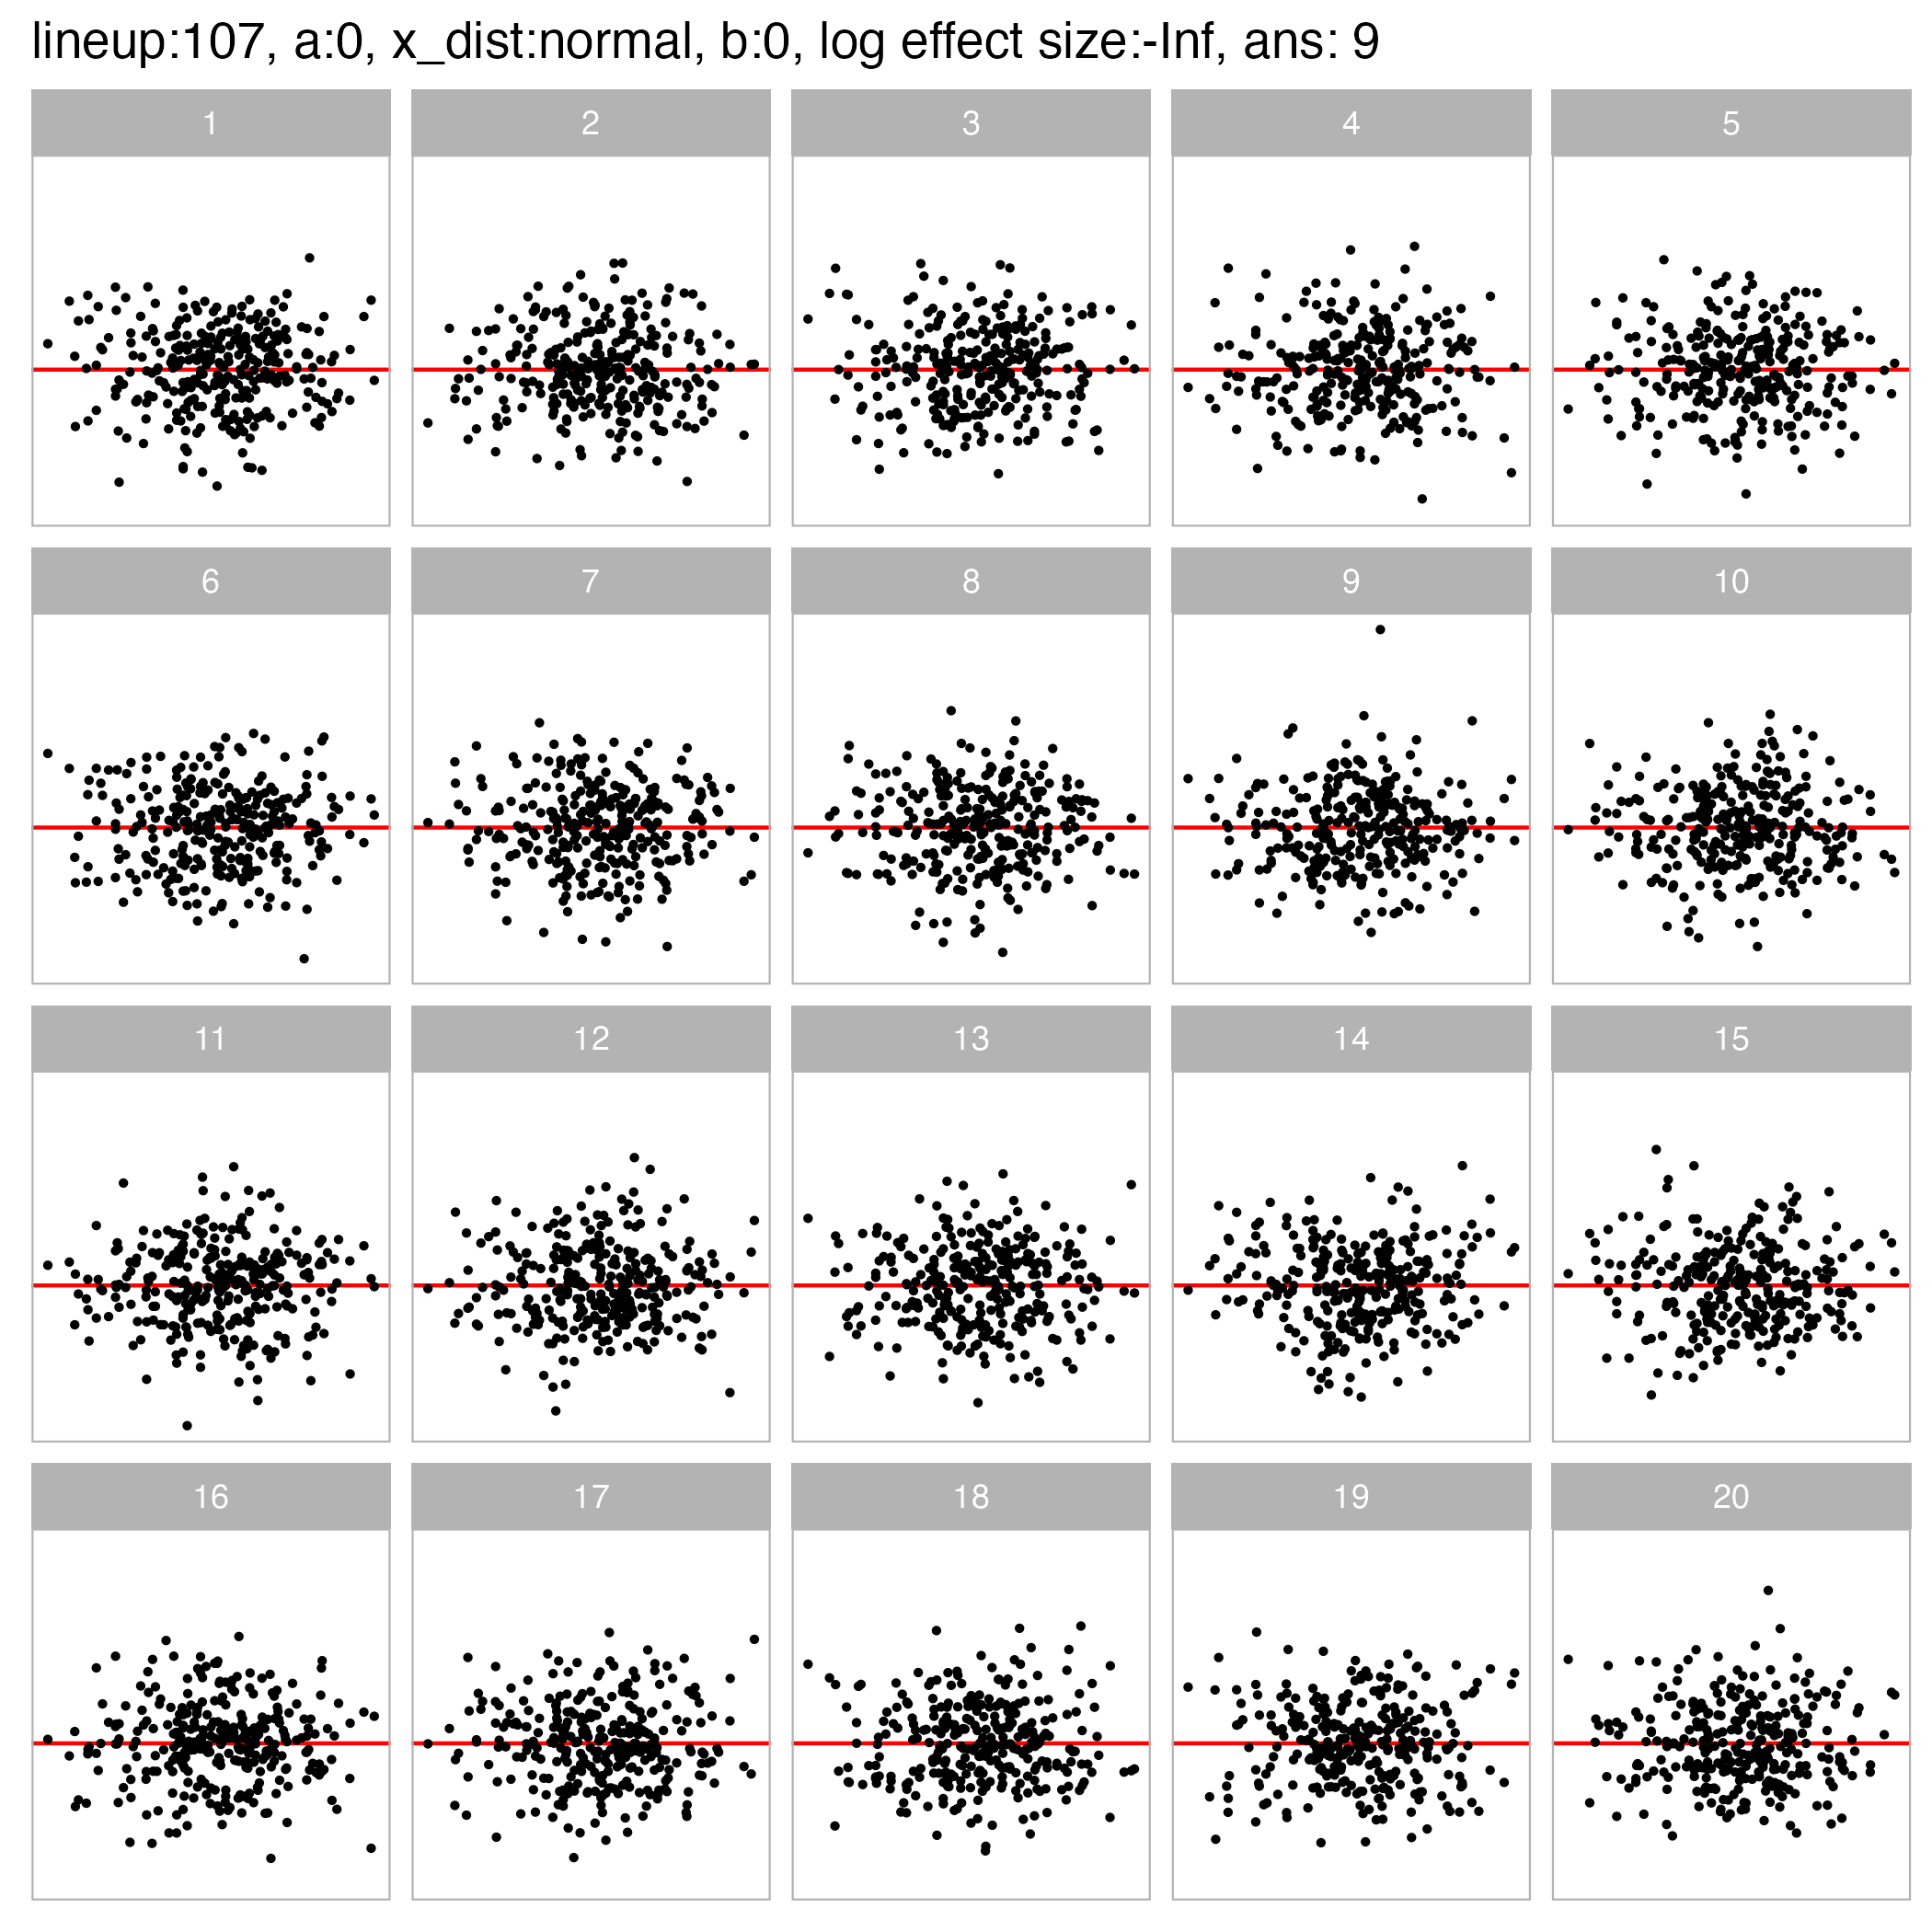 lineup:107, a:0, x_dist:normal, b:0, log effect size:-Inf, ans: 9
1 2 3 4 5
6 7 8 9 10
11 12 13 14 15
16 17 18 19 20